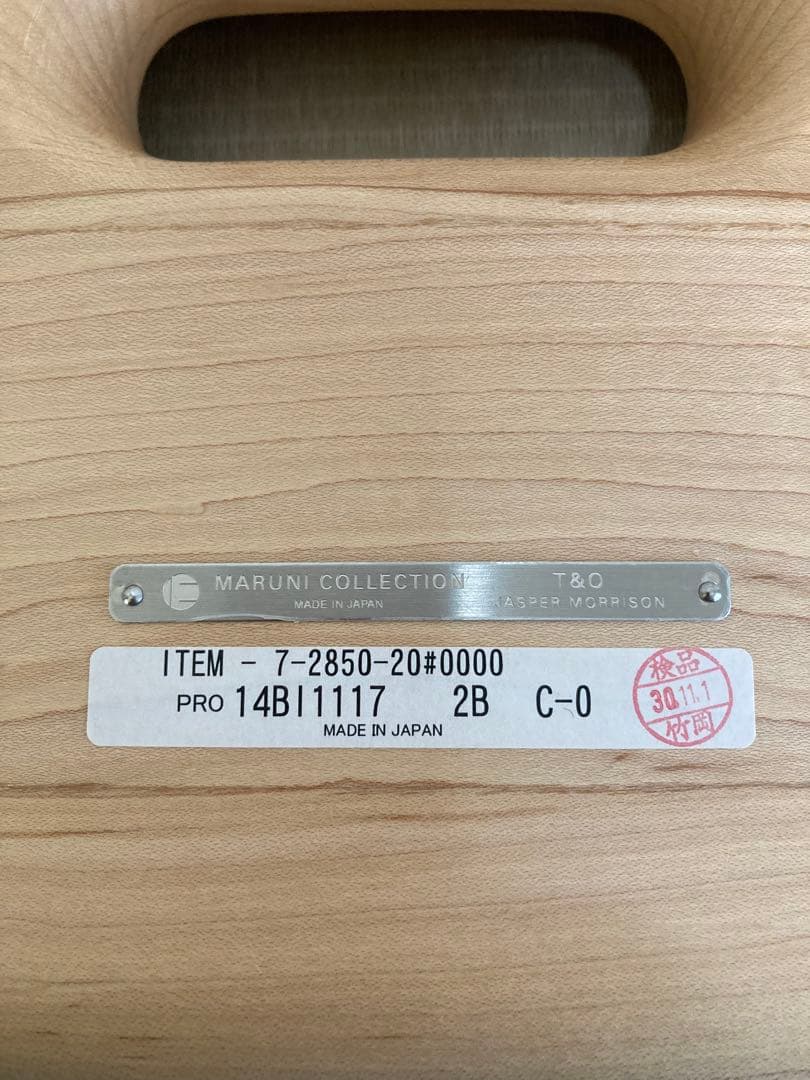 MARUNI COLLECTION
MADE IN JAPAN
T&O
JASPER MORRISON
ITEM - 7-2850-20#0000
PRO 14BI1117 2B C-0
MADE IN JAPAN
検品
30.11.1
竹岡